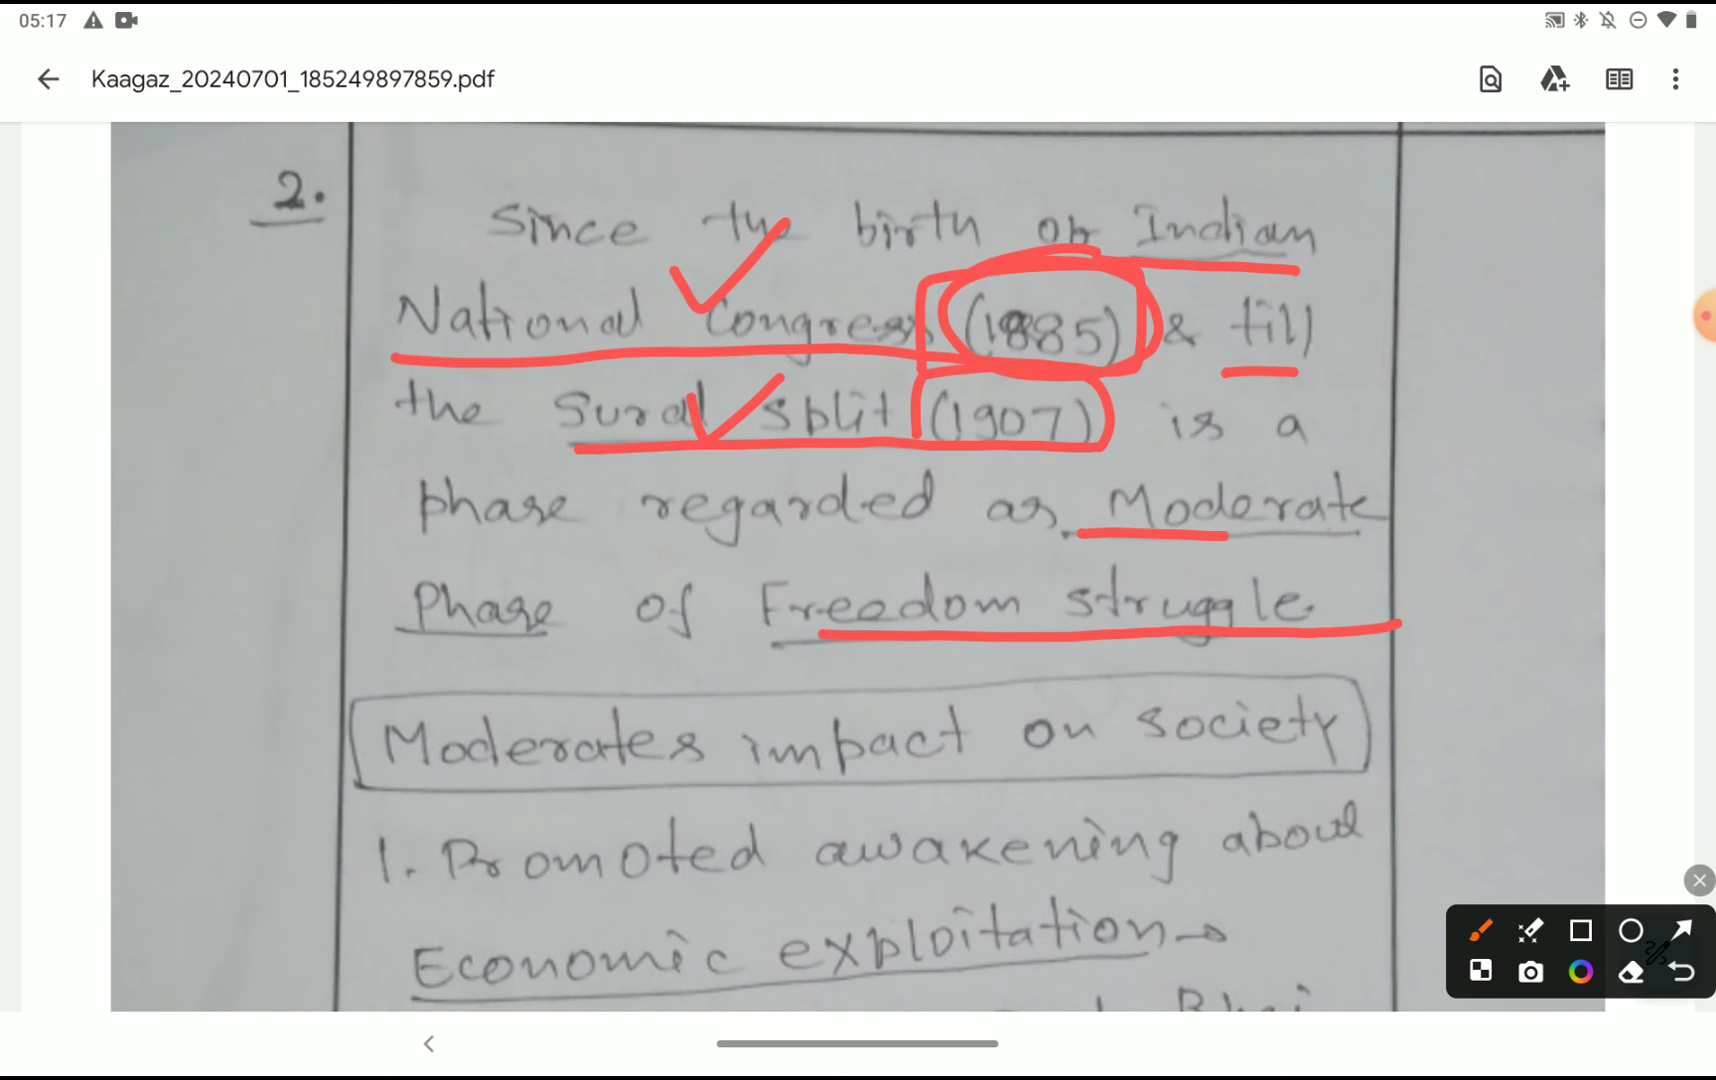 05:17
Kaagaz_20240701_185249897859.pdf
2.
Since the birth of Indian
National Congress (1885) & till
the Surat split (1907) is a
phase regarded as Moderate
Phase of Freedom struggle.
Moderates impact on society
1. Promoted awakening about
Economic exploitation →
Bhai